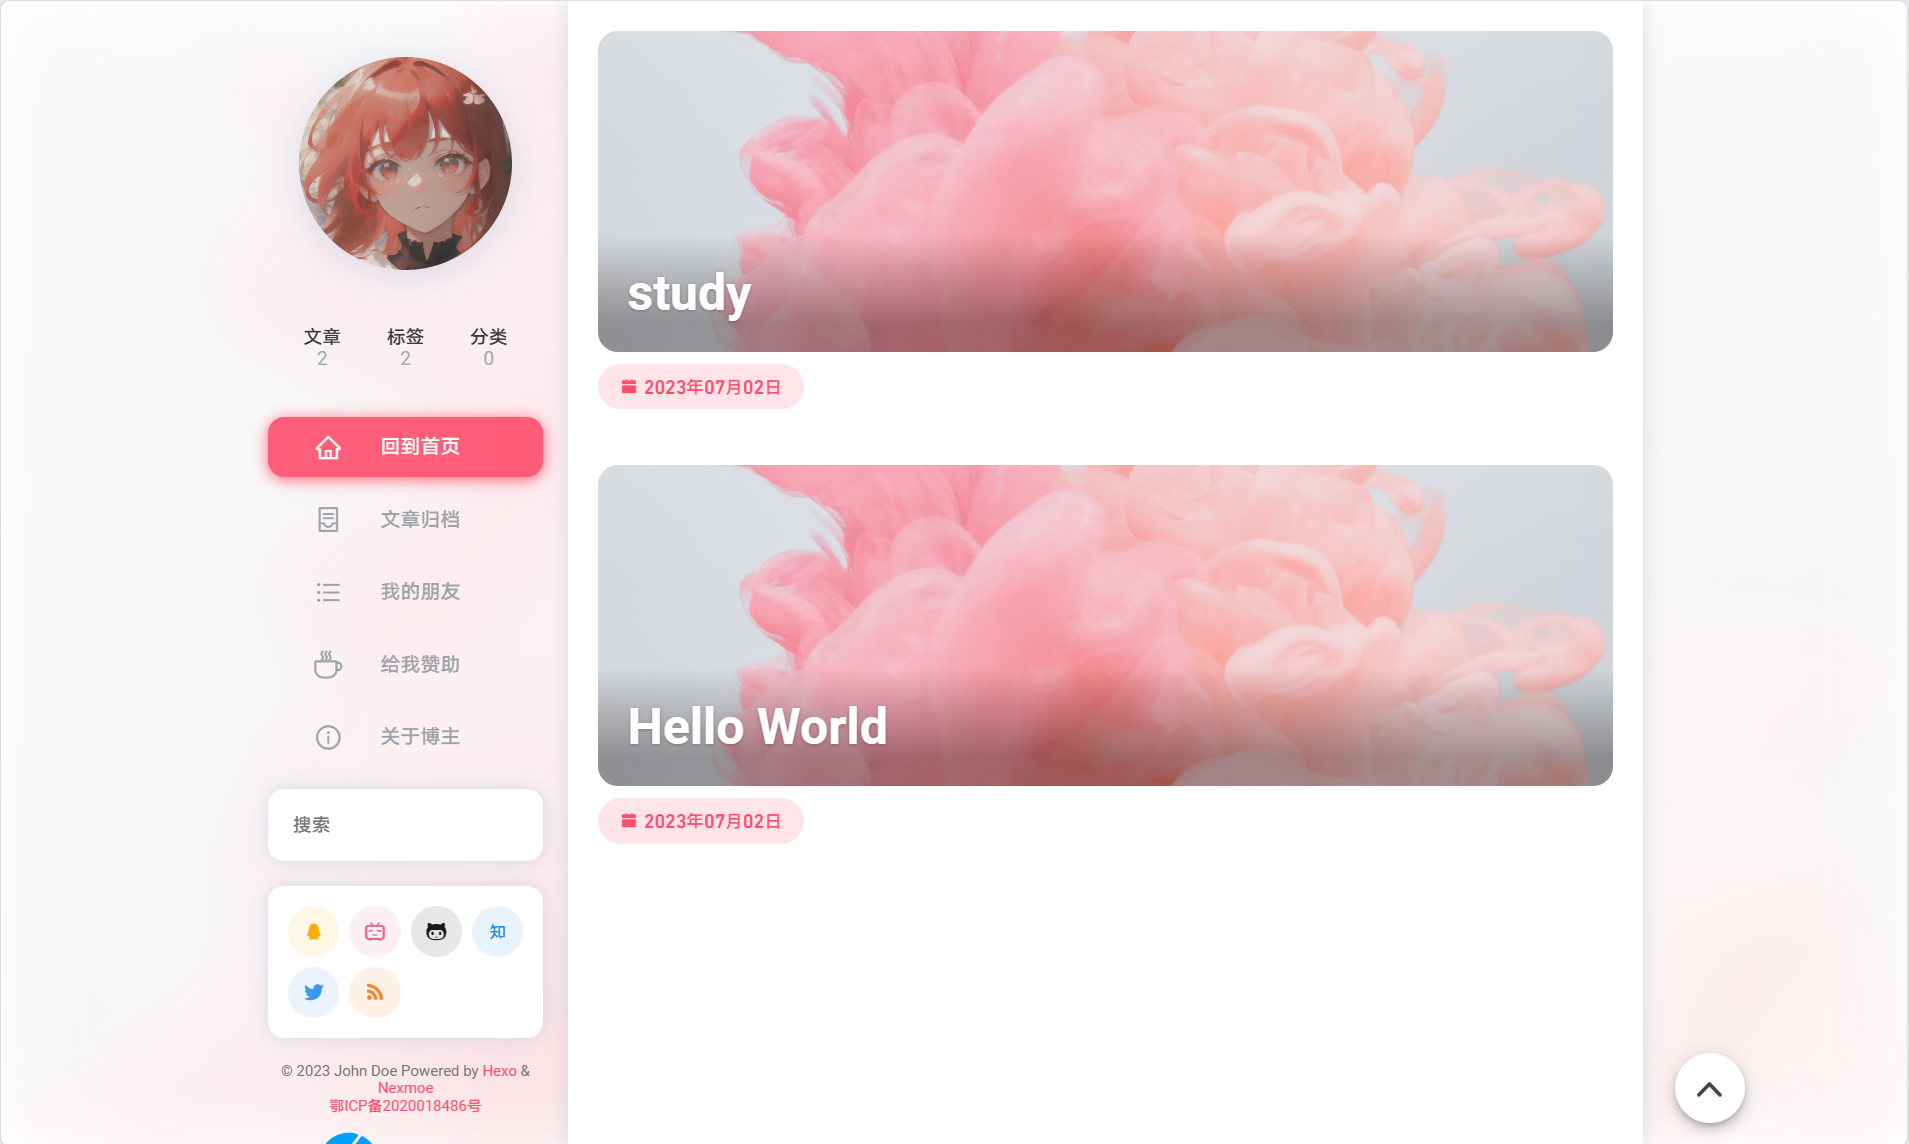 文章
2
标签
2
分类
0
回到首页
文章归档
我的朋友
给我赞助
关于博主
搜索
知
© 2023 John Doe Powered by Hexo &
Nexmoe
鄂ICP备2020018486号
study
2023年07月02日
Hello World
2023年07月02日